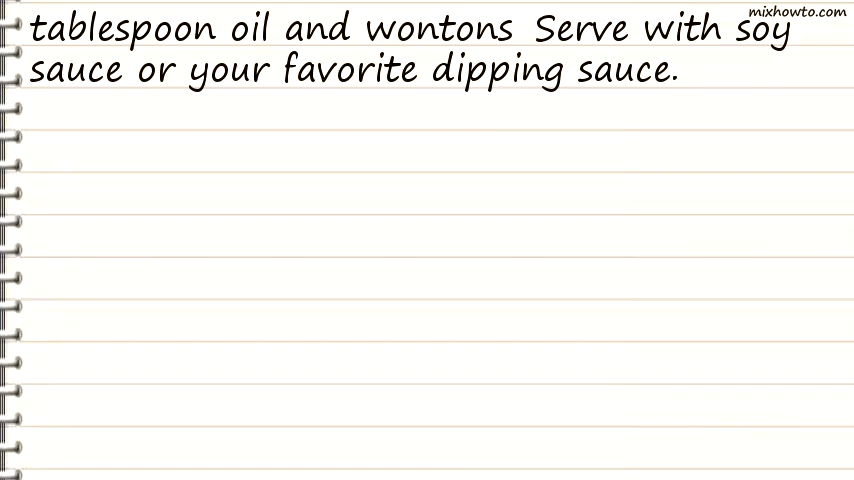 mixhowto.com
tablespoon oil and wontons Serve with soy
sauce or your favorite dipping sauce.